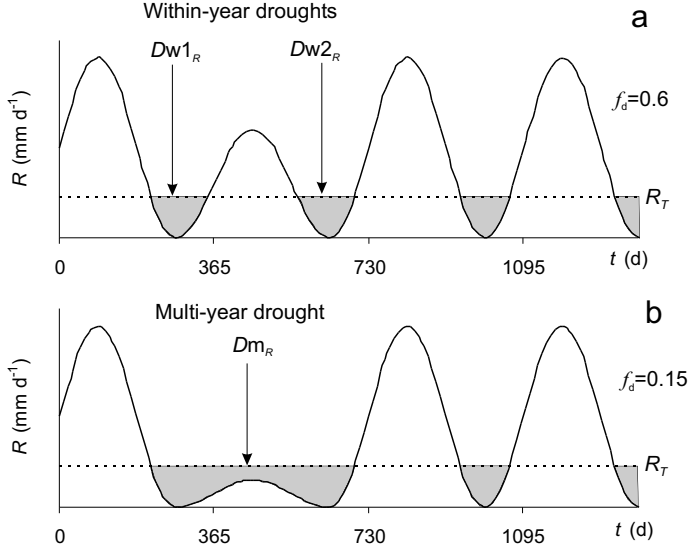 Within-year droughts
a
Dw1R
Dw2R
fd=0.6
R (mm d-1)
RT
0 365 730 1095 t (d)
Multi-year drought
b
DmR
fd=0.15
R (mm d-1)
RT
0 365 730 1095 t (d)